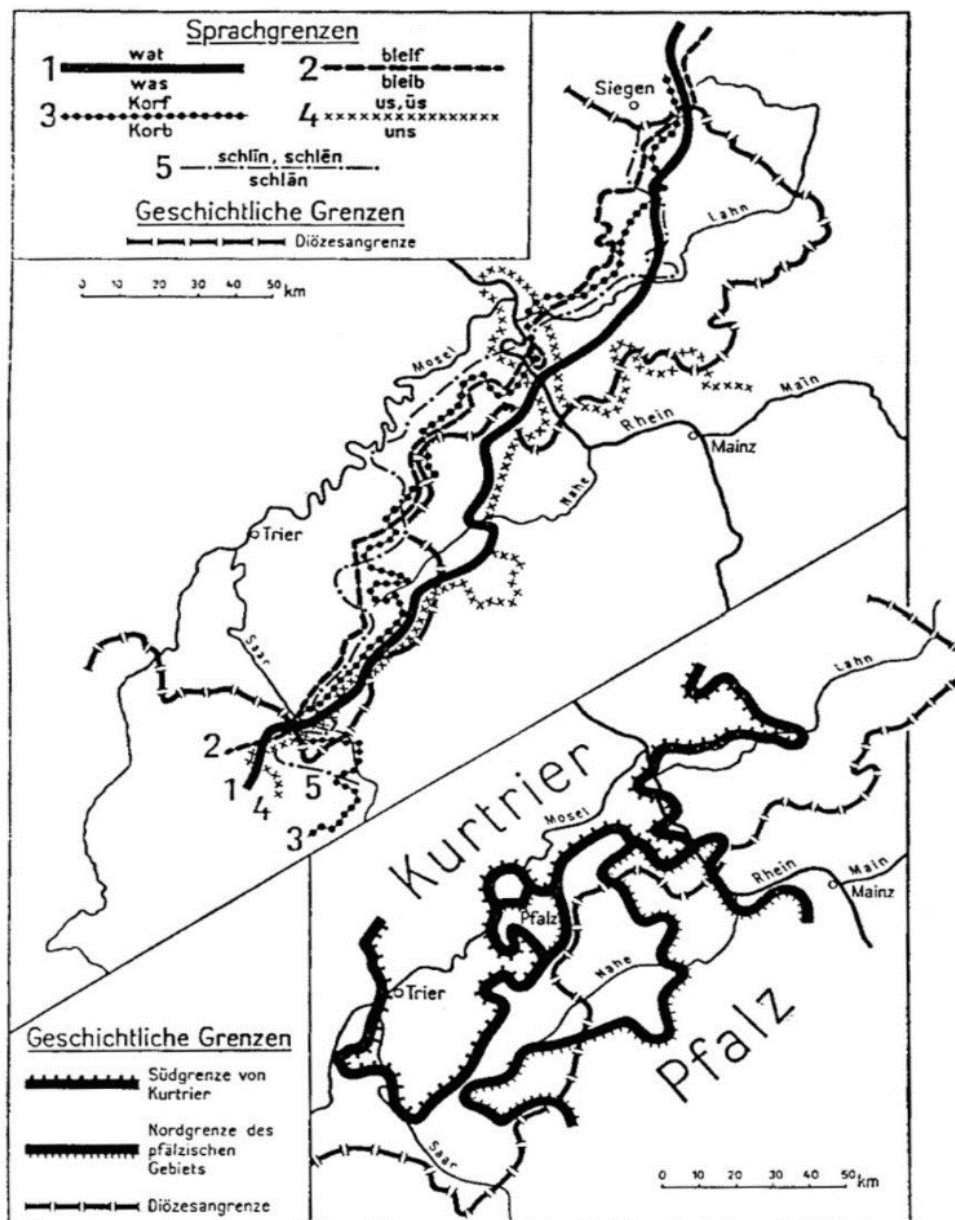 Sprachgrenzen
1 wat
was
2 bleif
bleib
3 Korf
Korb
4 us, üs
uns
5 schlīn, schlēn
schlān
Geschichtliche Grenzen
Diözesangrenze
0 10 20 30 40 50 km
Siegen
Lahn
Mosel
Rhein
Main
Mainz
Nahe
Trier
Saar
2
1
4
5
3
Lahn
Kurtrier
Mosel
Rhein
Main
Mainz
Pfalz
Nahe
Trier
Pfalz
Saar
Geschichtliche Grenzen
Südgrenze von
Kurtrier
Nordgrenze des
pfälzischen
Gebiets
Diözesangrenze
0 10 20 30 40 50 km